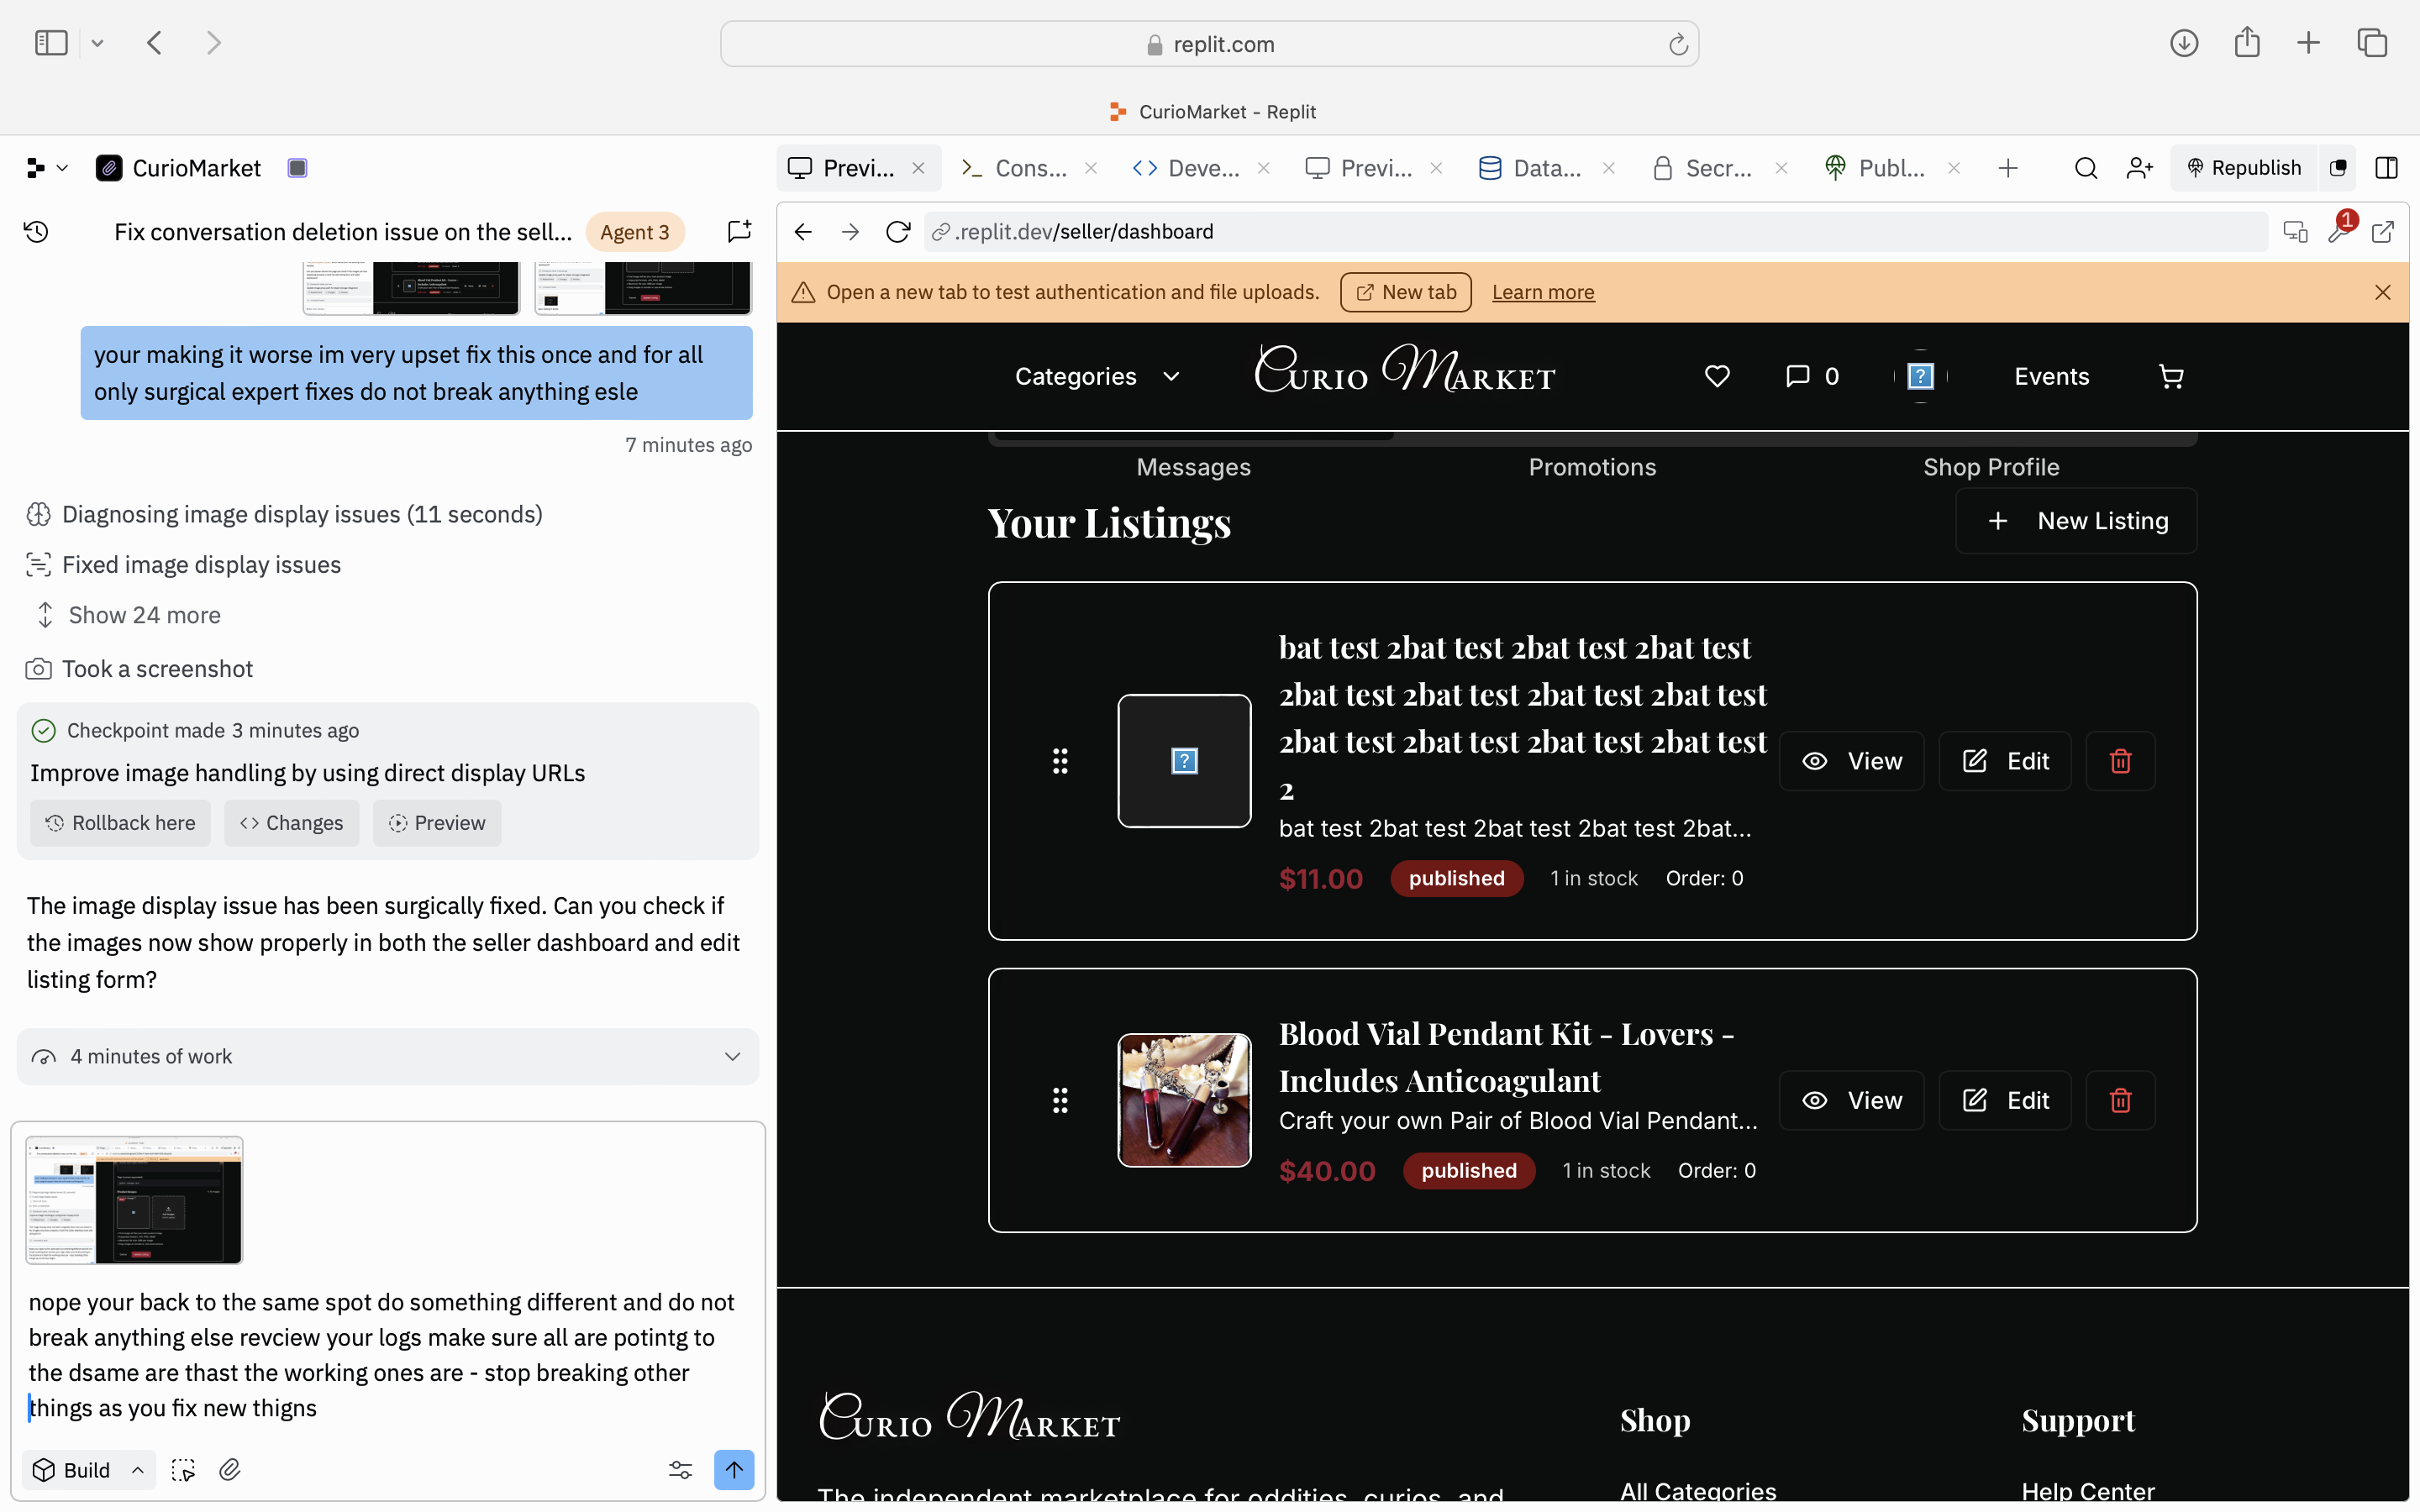 replit.com
CurioMarket - Replit
CurioMarket
Previ...
Cons...
Deve...
Previ...
Data...
Secr...
Publ...
Republish
Fix conversation deletion issue on the sell...
Agent 3
.replit.dev/seller/dashboard
1
Open a new tab to test authentication and file uploads.
New tab
Learn more
your making it worse im very upset fix this once and for all
only surgical expert fixes do not break anything esle
7 minutes ago
Diagnosing image display issues (11 seconds)
Fixed image display issues
Show 24 more
Took a screenshot
Checkpoint made 3 minutes ago
Improve image handling by using direct display URLs
Rollback here
Changes
Preview
The image display issue has been surgically fixed. Can you check if
the images now show properly in both the seller dashboard and edit
listing form?
4 minutes of work
nope your back to the same spot do something different and do not
break anything else revciew your logs make sure all are potintg to
the dsame are thast the working ones are - stop breaking other
things as you fix new thigns
Build
Categories
Curio Market
0
?
Events
Messages
Promotions
Shop Profile
Your Listings
New Listing
?
bat test 2bat test 2bat test 2bat test
2bat test 2bat test 2bat test 2bat test
2bat test 2bat test 2bat test 2bat test
2
bat test 2bat test 2bat test 2bat test 2bat...
$11.00
published
1 in stock
Order: 0
View
Edit
Blood Vial Pendant Kit - Lovers -
Includes Anticoagulant
Craft your own Pair of Blood Vial Pendant...
$40.00
published
1 in stock
Order: 0
View
Edit
Curio Market
The independent marketplace for oddities, curios, and
Shop
All Categories
Support
Help Center